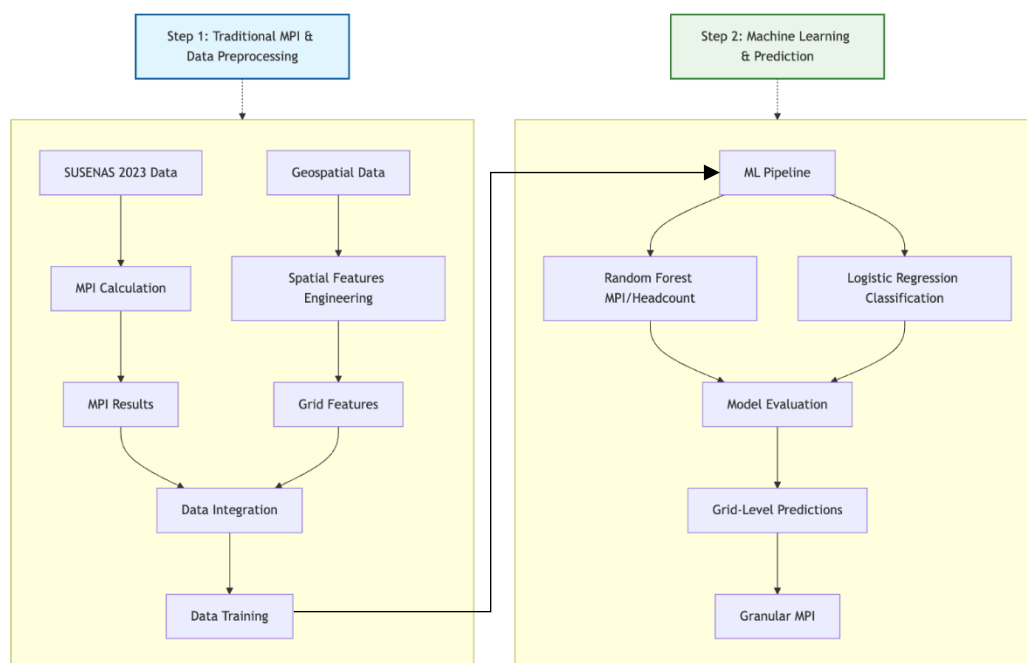 Step 1: Traditional MPI &
Data Preprocessing
SUSENAS 2023 Data
Geospatial Data
MPI Calculation
Spatial Features
Engineering
MPI Results
Grid Features
Data Integration
Data Training
Step 2: Machine Learning
& Prediction
ML Pipeline
Random Forest
MPI/Headcount
Logistic Regression
Classification
Model Evaluation
Grid-Level Predictions
Granular MPI